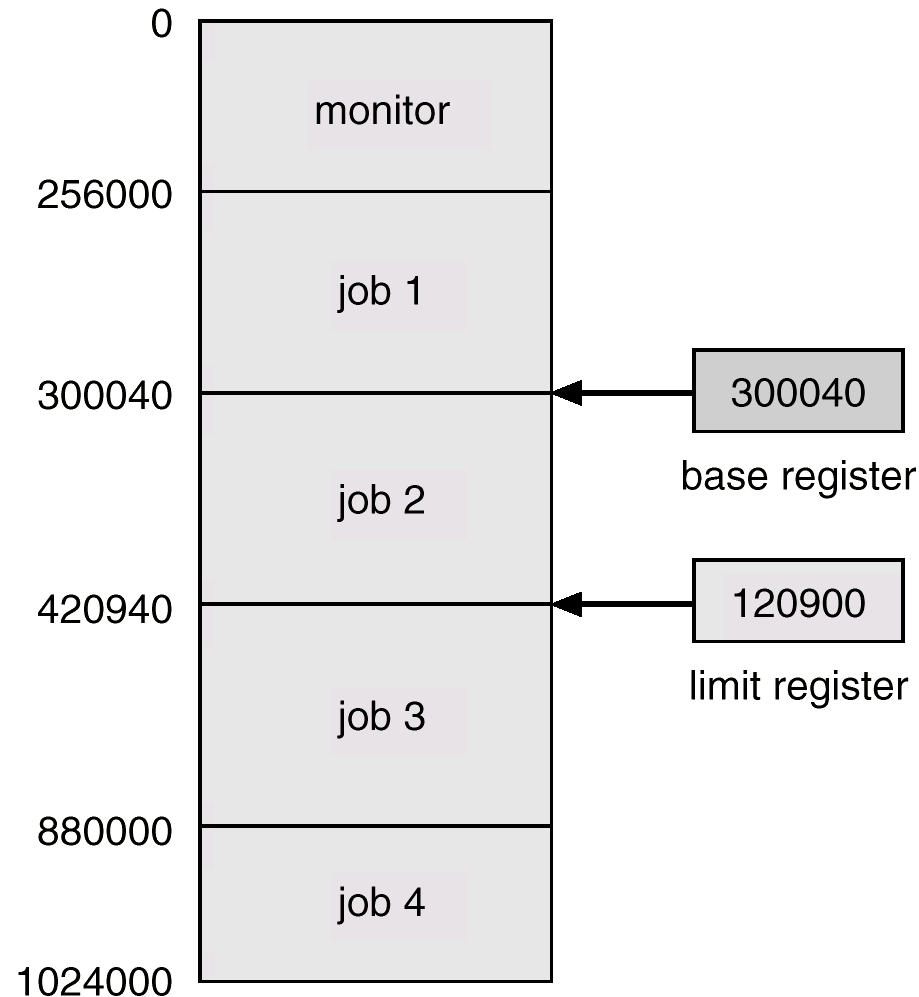 0
monitor
256000
job 1
300040
300040
base register
job 2
420940
120900
limit register
job 3
880000
job 4
1024000